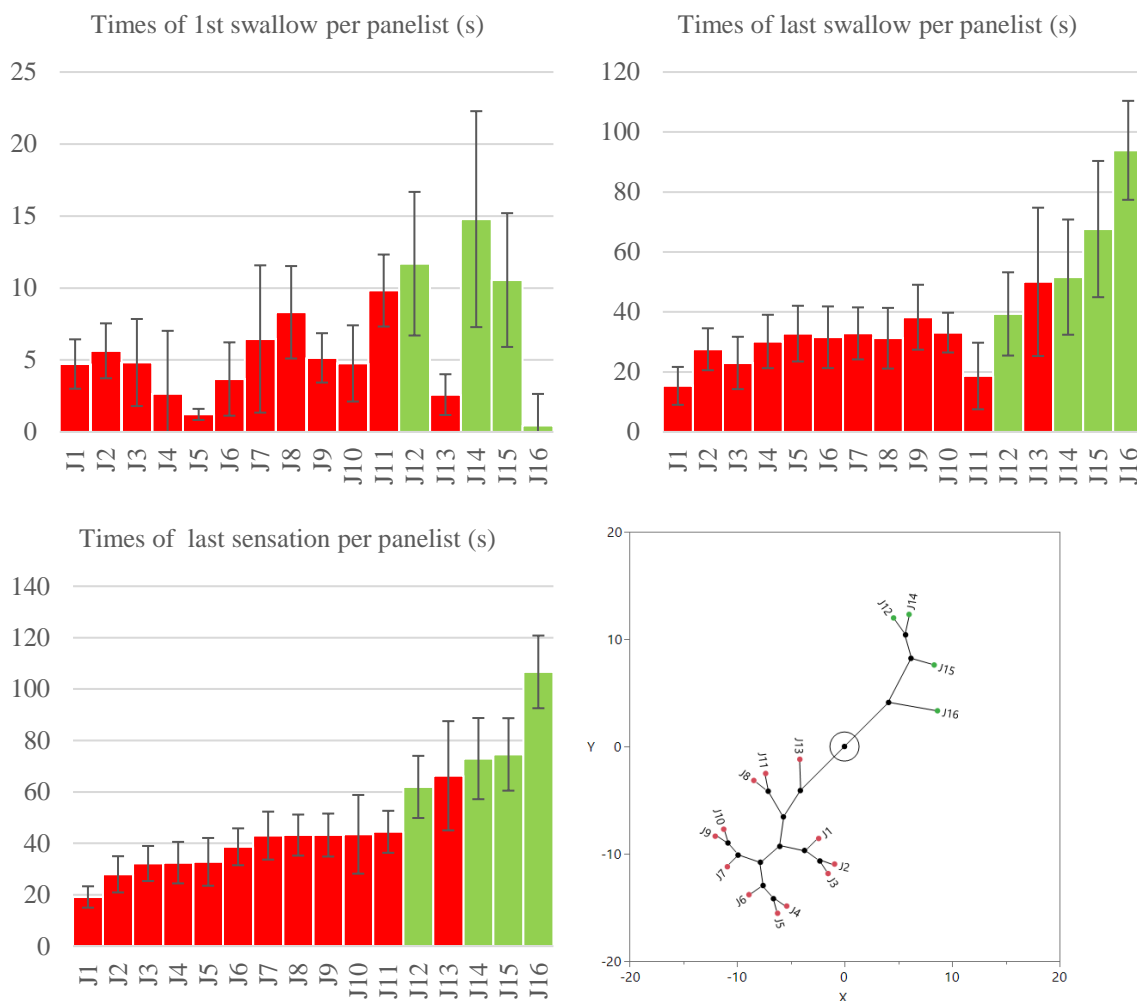 Times of 1st swallow per panelist (s)
25
20
15
10
5
0
J1 J2 J3 J4 J5 J6 J7 J8 J9 J10 J11 J12 J13 J14 J15 J16
Times of last swallow per panelist (s)
120
100
80
60
40
20
0
J1 J2 J3 J4 J5 J6 J7 J8 J9 J10 J11 J12 J13 J14 J15 J16
Times of last sensation per panelist (s)
140
120
100
80
60
40
20
0
J1 J2 J3 J4 J5 J6 J7 J8 J9 J10 J11 J12 J13 J14 J15 J16
20
10
Y 0
-10
-20
J12 J14
J15
J16
J13
J11
J8
J10
J9
J7
J1
J2
J3
J6
J4
J5
-20 -10 0 10 20
X